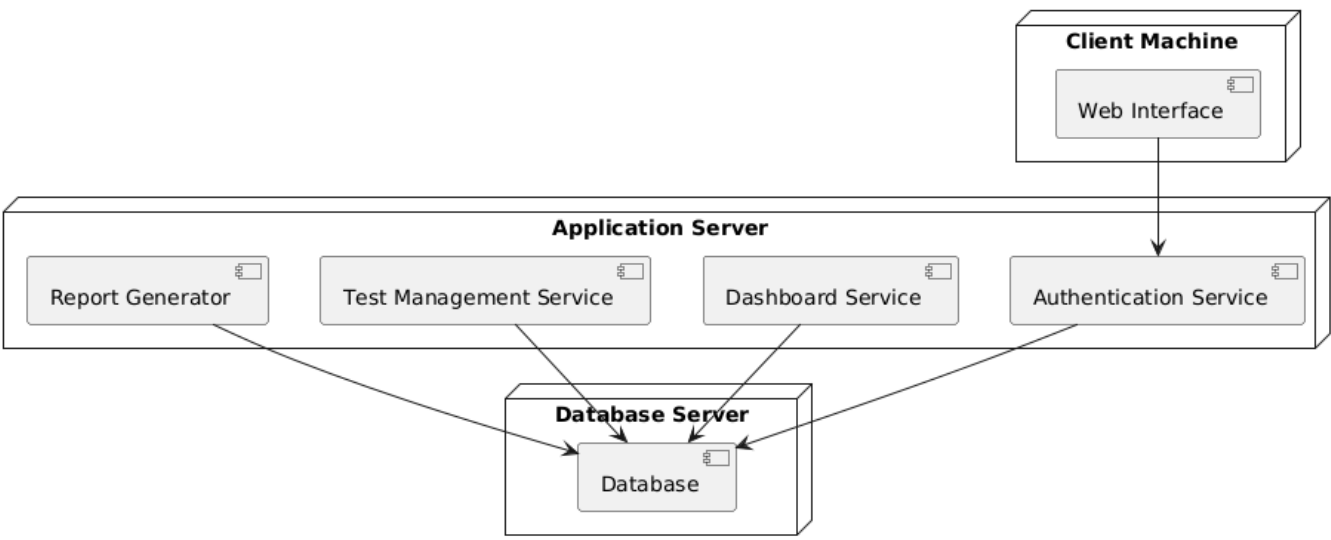 Client Machine
Web Interface
Application Server
Report Generator
Test Management Service
Dashboard Service
Authentication Service
Database Server
Database